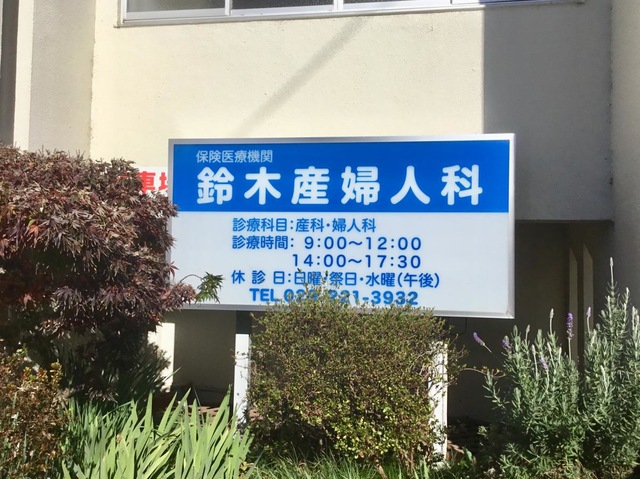 保険医療機関
鈴木産婦人科
診療科目:産科・婦人科
診療時間: 9:00〜12:00
14:00〜17:30
休診日:日曜・祭日・水曜(午後)
TEL